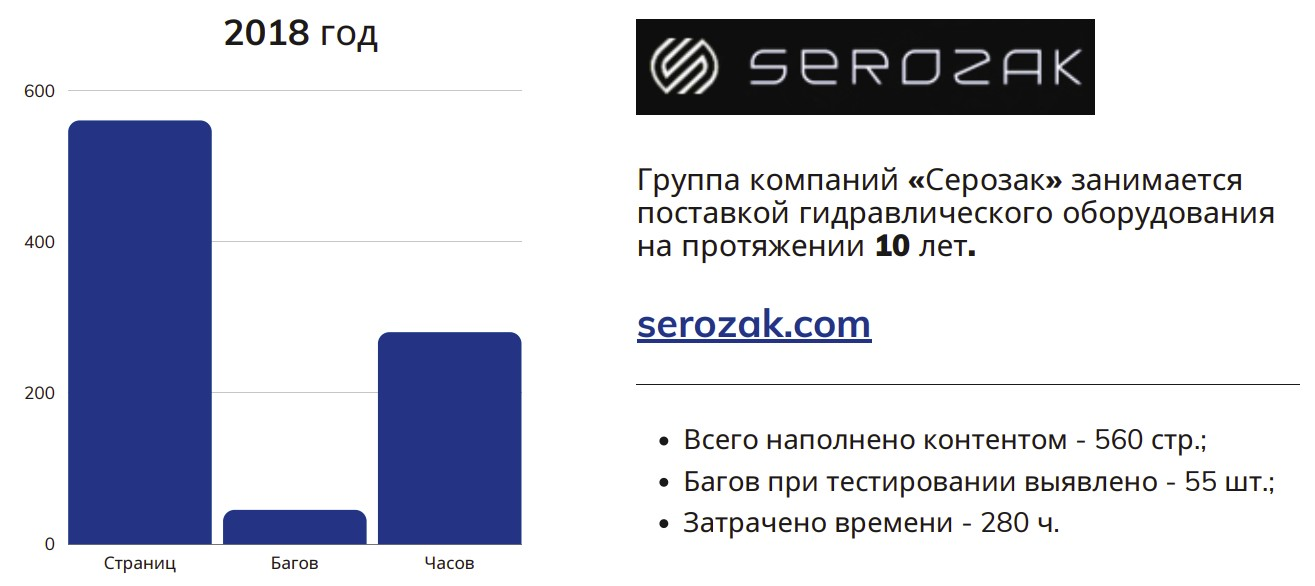 2018 год
600
400
200
0
Страниц Багов Часов
SEROZAK
Группа компаний «Серозак» занимается
поставкой гидравлического оборудования
на протяжении 10 лет.
serozak.com
• Всего наполнено контентом - 560 стр.;
• Багов при тестировании выявлено - 55 шт.;
• Затрачено времени - 280 ч.